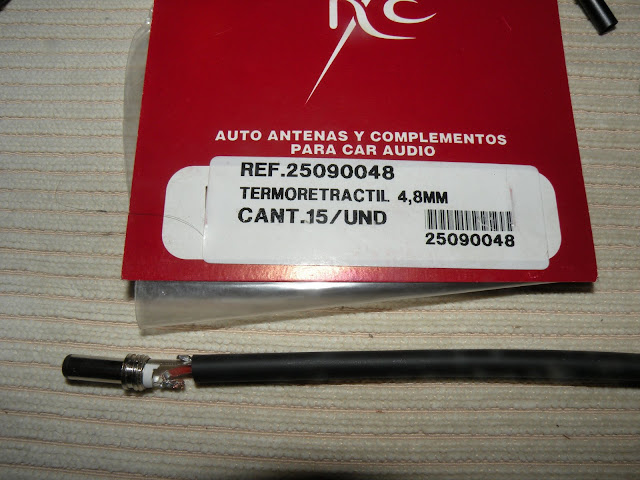 AUTO ANTENAS Y COMPLEMENTOS
PARA CAR AUDIO
REF.25090048
TERMORETRACTIL 4,8MM
CANT.15/UND
25090048